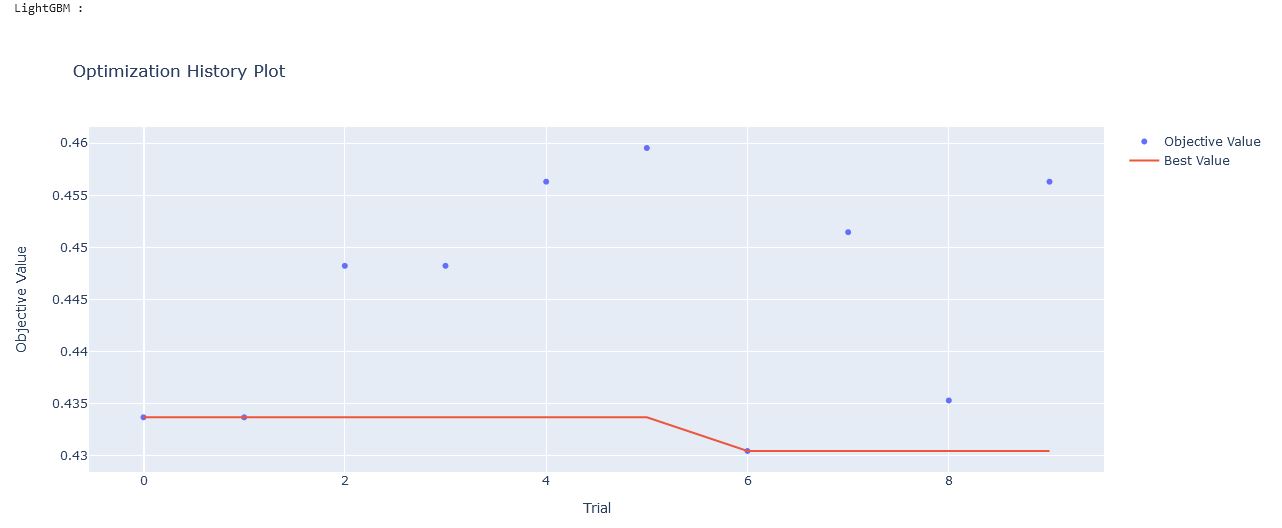 LightGBM :
Optimization History Plot
0.46
0.455
0.45
0.445
0.44
0.435
0.43
Objective Value
0 2 4 6 8
Trial
Objective Value
Best Value